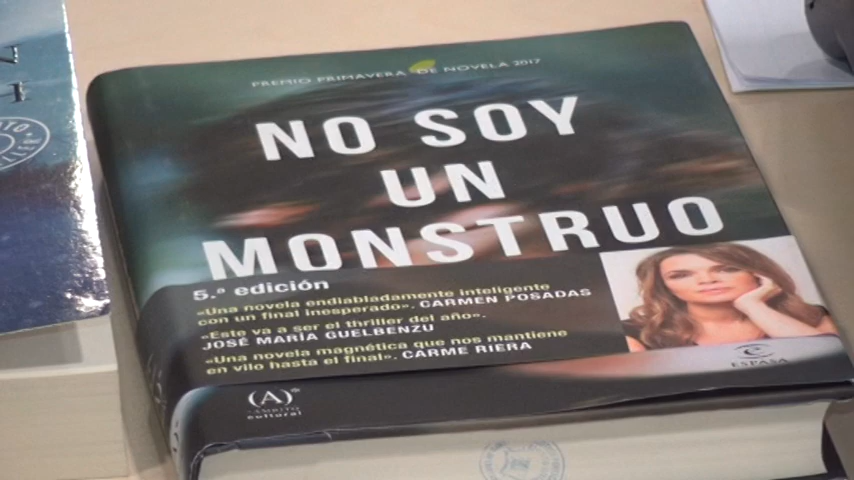 PREMIO PRIMAVERA DE NOVELA 2017
NO SOY
UN
MONSTRUO
5.ª edición
«Una novela endiabladamente inteligente
con un final inesperado». CARMEN POSADAS
«Este va a ser el thriller del año».
JOSÉ MARÍA GUELBENZU
«Una novela magnética que nos mantiene
en vilo hasta el final». CARME RIERA
ESPASA
(A)
ÁMBITO
cultural